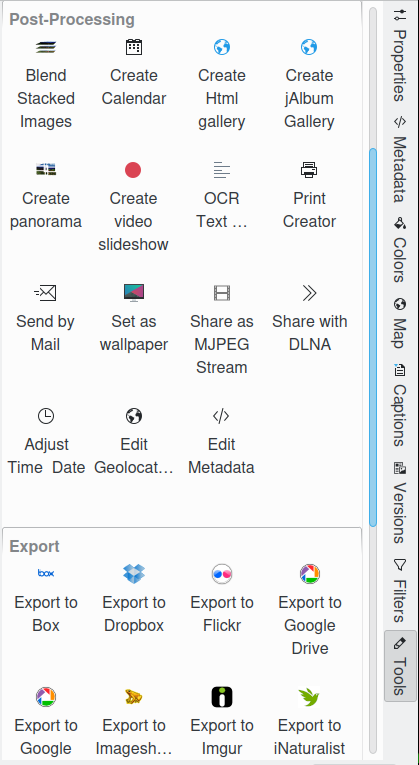 Post-Processing
Blend
Stacked
Images
Create
Calendar
Create
Html
gallery
Create
jAlbum
Gallery
Create
panorama
Create
video
slideshow
OCR
Text …
Print
Creator
Send by
Mail
Set as
wallpaper
Share as
MJPEG
Stream
Share with
DLNA
Adjust
Time  Date
Edit
Geolocat…
Edit
Metadata
Export
box
Export to
Box
Export to
Dropbox
Export to
Flickr
Export to
Google
Drive
Export to
Google
Export to
Imagesh…
Export to
Imgur
Export to
iNaturalist
Properties
Metadata
Colors
Map
Captions
Versions
Filters
Tools